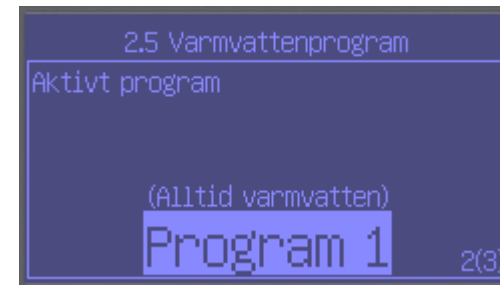 2.5 Varmvattenprogram
Aktivt program
(Alltid varmvatten)
Program 1
2(3)